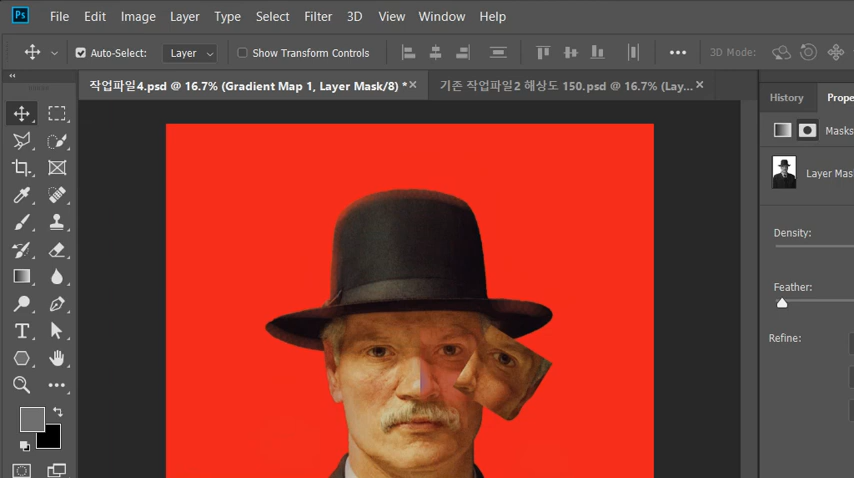 Ps File Edit Image Layer Type Select Filter 3D View Window Help
Auto-Select: Layer Show Transform Controls 3D Mode:
작업파일4.psd @ 16.7% (Gradient Map 1, Layer Mask/8) * 기존 작업파일2 해상도 150.psd @ 16.7% (Lay...
History Prope
Masks
Layer Mas
Density:
Feather:
Refine:
T